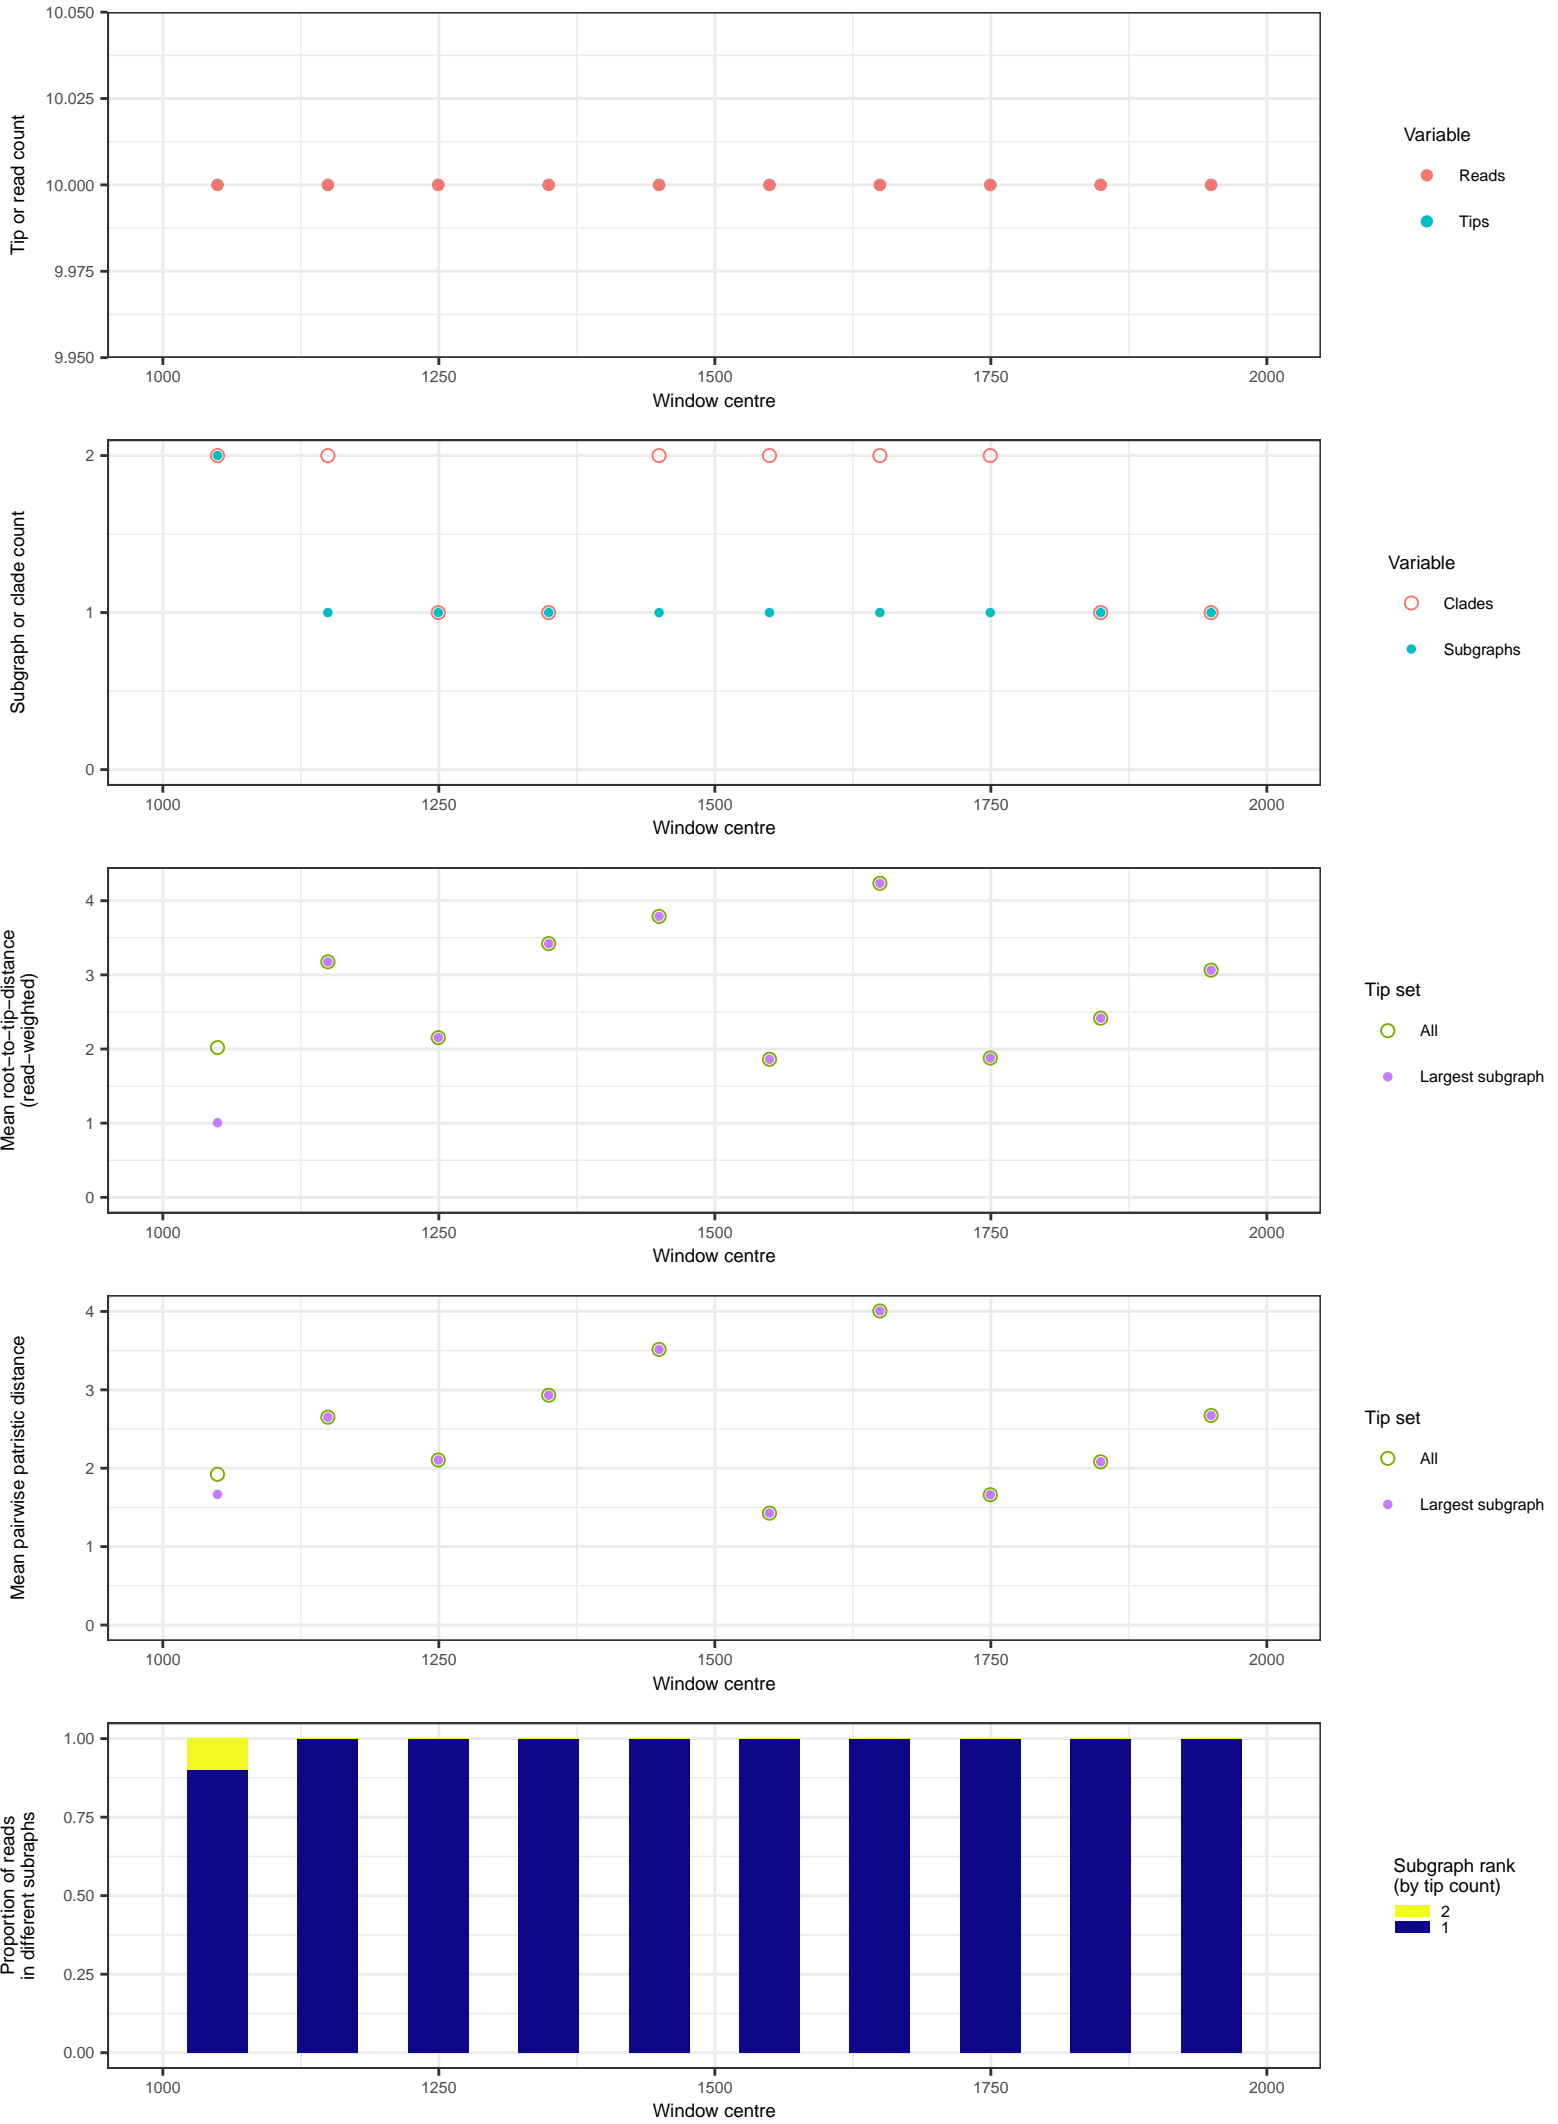 10.050
10.025
10.000
9.975
9.950
Tip or read count
1000 1250 1500 1750 2000
Window centre
Variable
Reads
Tips
2
1
0
Subgraph or clade count
1000 1250 1500 1750 2000
Window centre
Variable
Clades
Subgraphs
4
3
2
1
0
Mean root−to−tip−distance
(read−weighted)
1000 1250 1500 1750 2000
Window centre
Tip set
All
Largest subgraph
4
3
2
1
0
Mean pairwise patristic distance
1000 1250 1500 1750 2000
Window centre
Tip set
All
Largest subgraph
1.00
0.75
0.50
0.25
0.00
Proportion of reads
in different subraphs
1000 1250 1500 1750 2000
Window centre
Subgraph rank
(by tip count)
2
1